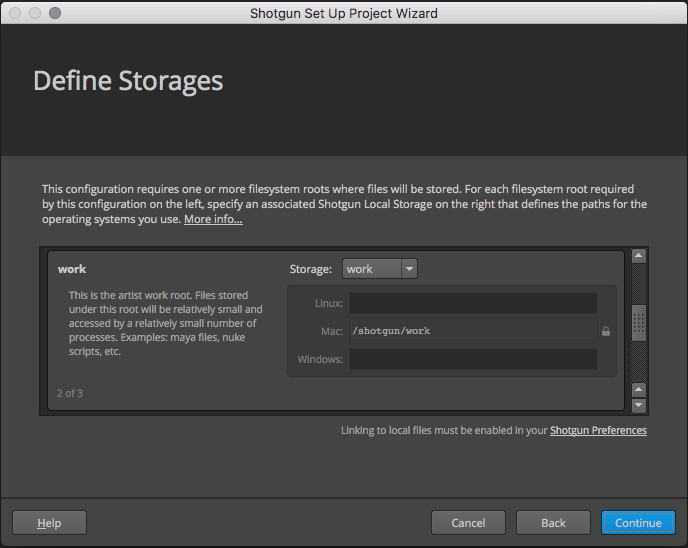 Shotgun Set Up Project Wizard
Define Storages
This configuration requires one or more filesystem roots where files will be stored. For each filesystem root required
by this configuration on the left, specify an associated Shotgun Local Storage on the right that defines the paths for the
operating systems you use. More info...
work
Storage: work
This is the artist work root. Files stored
under this root will be relatively small and
accessed by a relatively small number of
processes. Examples: maya files, nuke
scripts, etc.
Linux:
Mac: /shotgun/work
Windows:
2 of 3
Linking to local files must be enabled in your Shotgun Preferences
Help
Cancel
Back
Continue